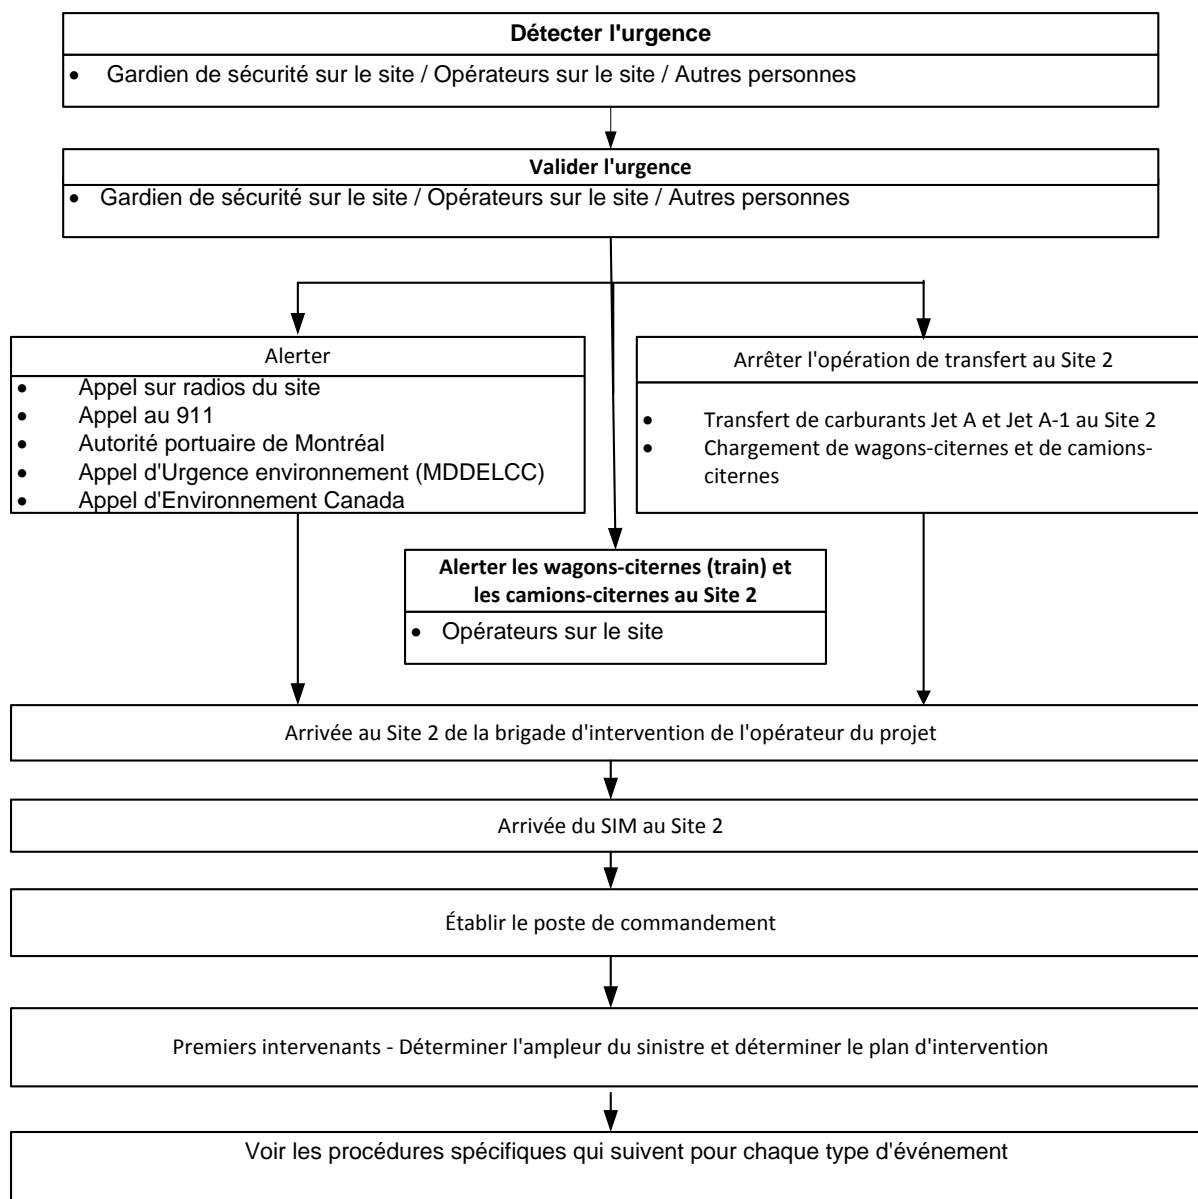 Détecter l'urgence
• Gardien de sécurité sur le site / Opérateurs sur le site / Autres personnes
Valider l'urgence
• Gardien de sécurité sur le site / Opérateurs sur le site / Autres personnes
Alerter
• Appel sur radios du site
• Appel au 911
• Autorité portuaire de Montréal
• Appel d'Urgence environnement (MDDELCC)
• Appel d'Environnement Canada
Arrêter l'opération de transfert au Site 2
• Transfert de carburants Jet A et Jet A-1 au Site 2
• Chargement de wagons-citernes et de camions-
citernes
Alerter les wagons-citernes (train) et
les camions-citernes au Site 2
• Opérateurs sur le site
Arrivée au Site 2 de la brigade d'intervention de l'opérateur du projet
Arrivée du SIM au Site 2
Établir le poste de commandement
Premiers intervenants - Déterminer l'ampleur du sinistre et déterminer le plan d'intervention
Voir les procédures spécifiques qui suivent pour chaque type d'événement